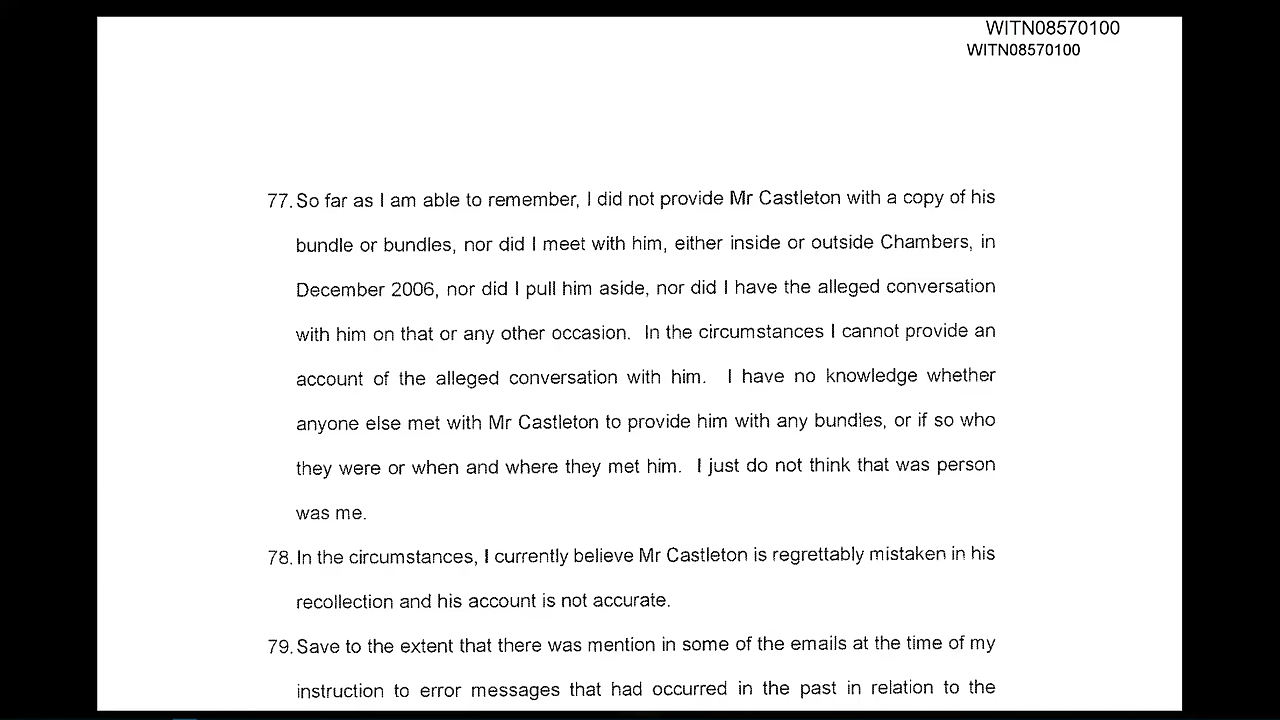 WITN08570100
WITN08570100
77. So far as I am able to remember, I did not provide Mr Castleton with a copy of his
bundle or bundles, nor did I meet with him, either inside or outside Chambers, in
December 2006, nor did I pull him aside, nor did I have the alleged conversation
with him on that or any other occasion. In the circumstances I cannot provide an
account of the alleged conversation with him. I have no knowledge whether
anyone else met with Mr Castleton to provide him with any bundles, or if so who
they were or when and where they met him. I just do not think that was person
was me.
78. In the circumstances, I currently believe Mr Castleton is regrettably mistaken in his
recollection and his account is not accurate.
79. Save to the extent that there was mention in some of the emails at the time of my
instruction to error messages that had occurred in the past in relation to the